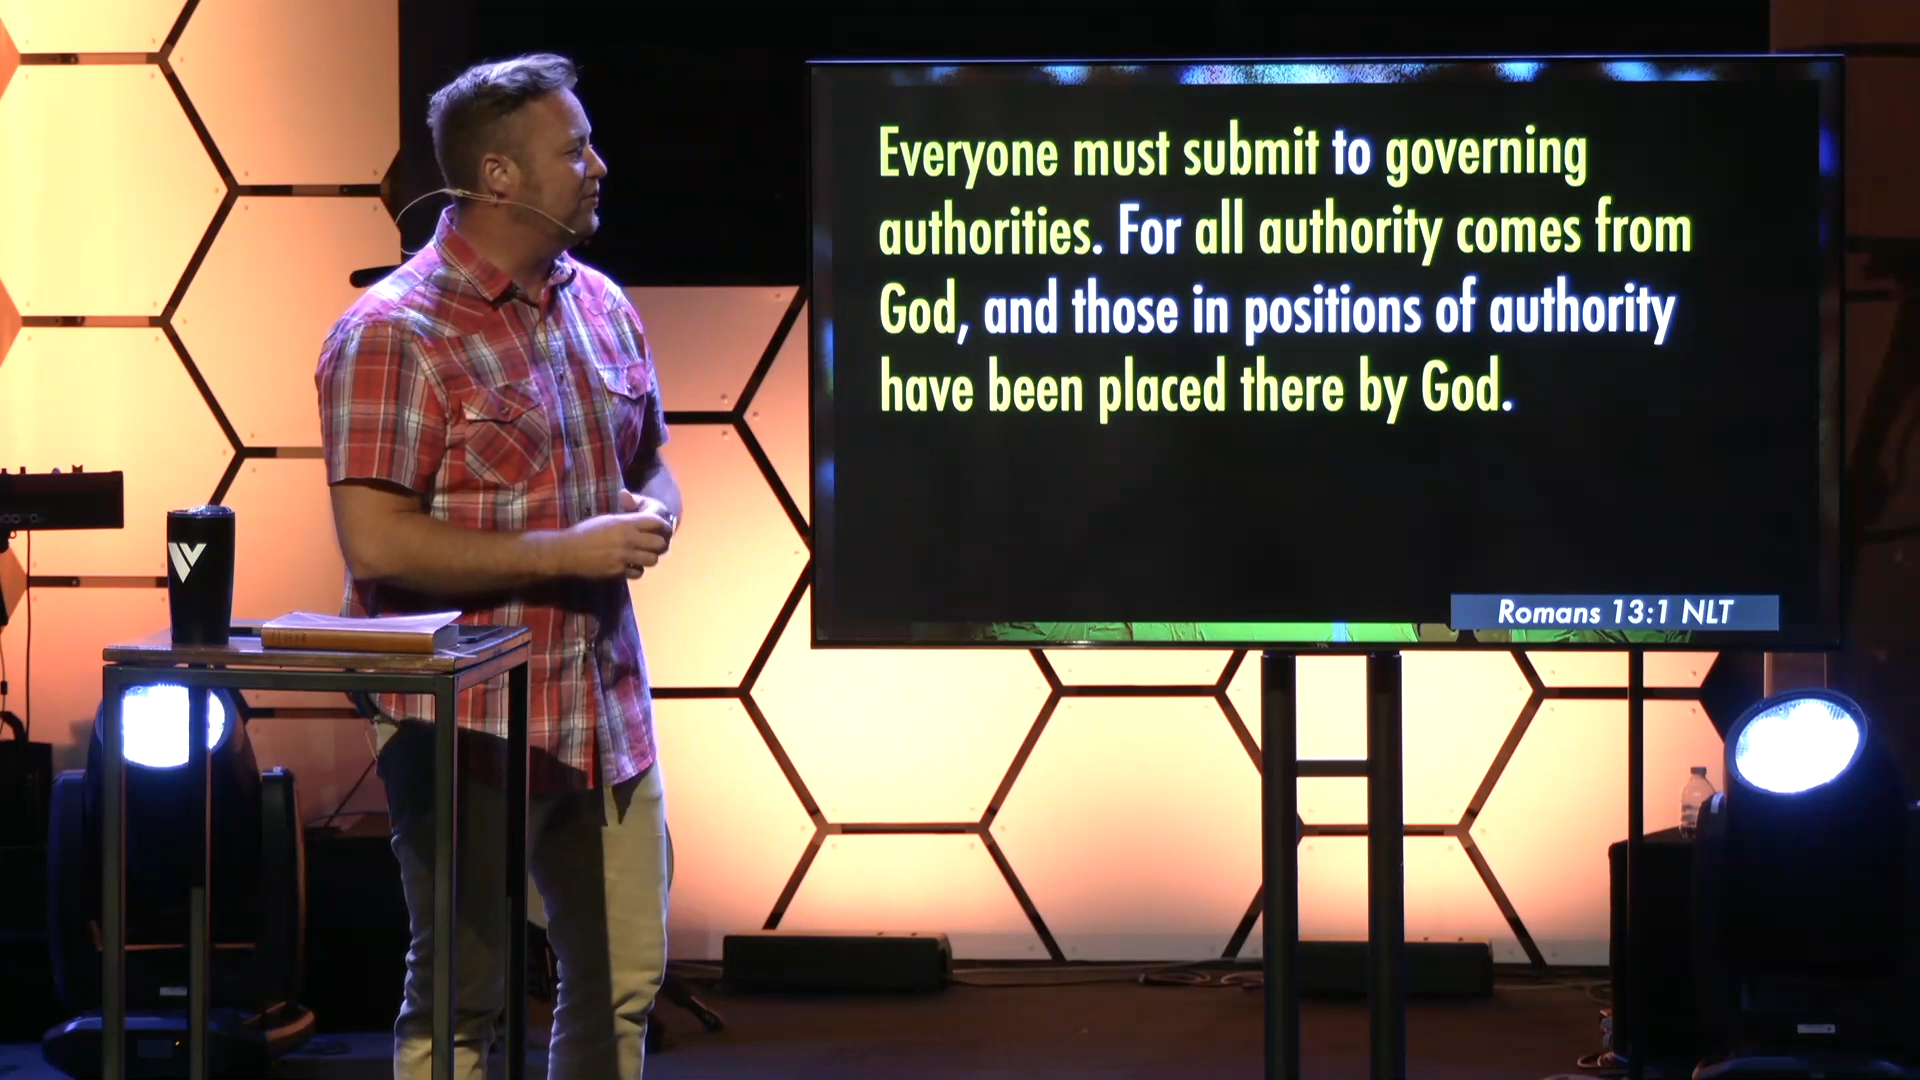 Everyone must submit to governing
authorities. For all authority comes from
God, and those in positions of authority
have been placed there by God.
Romans 13:1 NLT